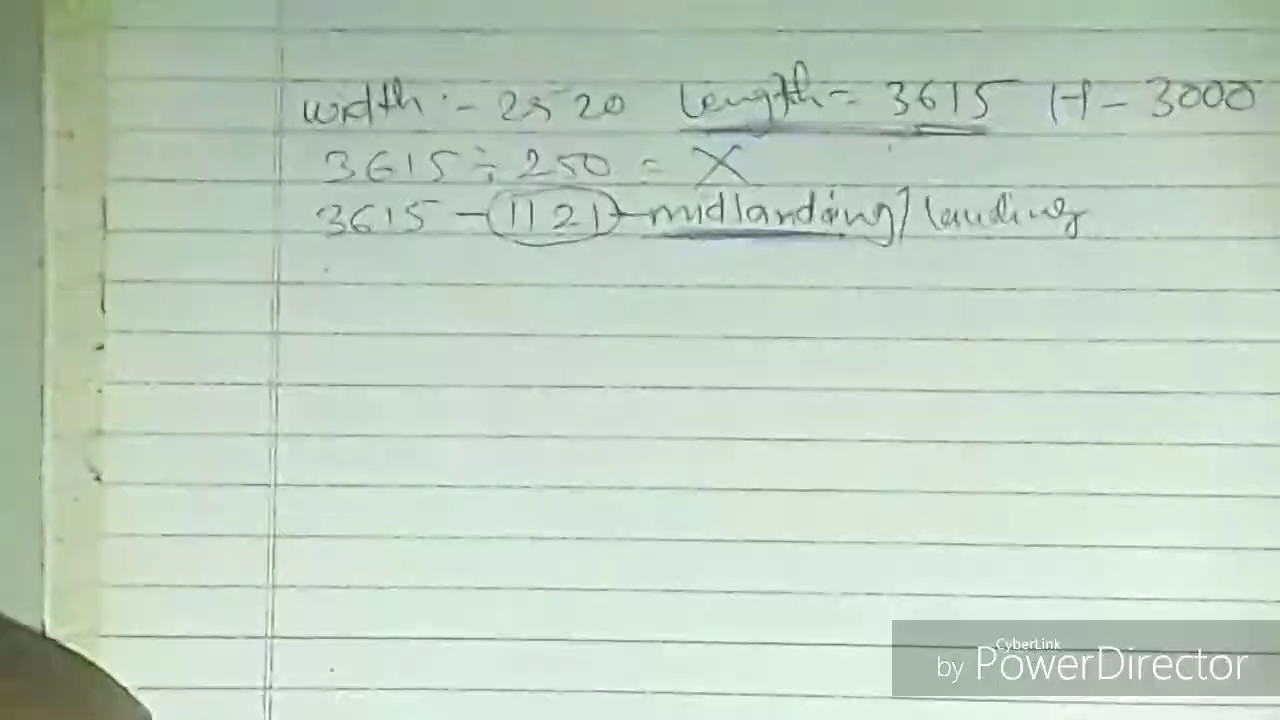 width :- 2520 Length = 3615 H - 3000
3615 ÷ 250 = X
3615 - 1121 - midlanding / landing
CyberLink
by PowerDirector